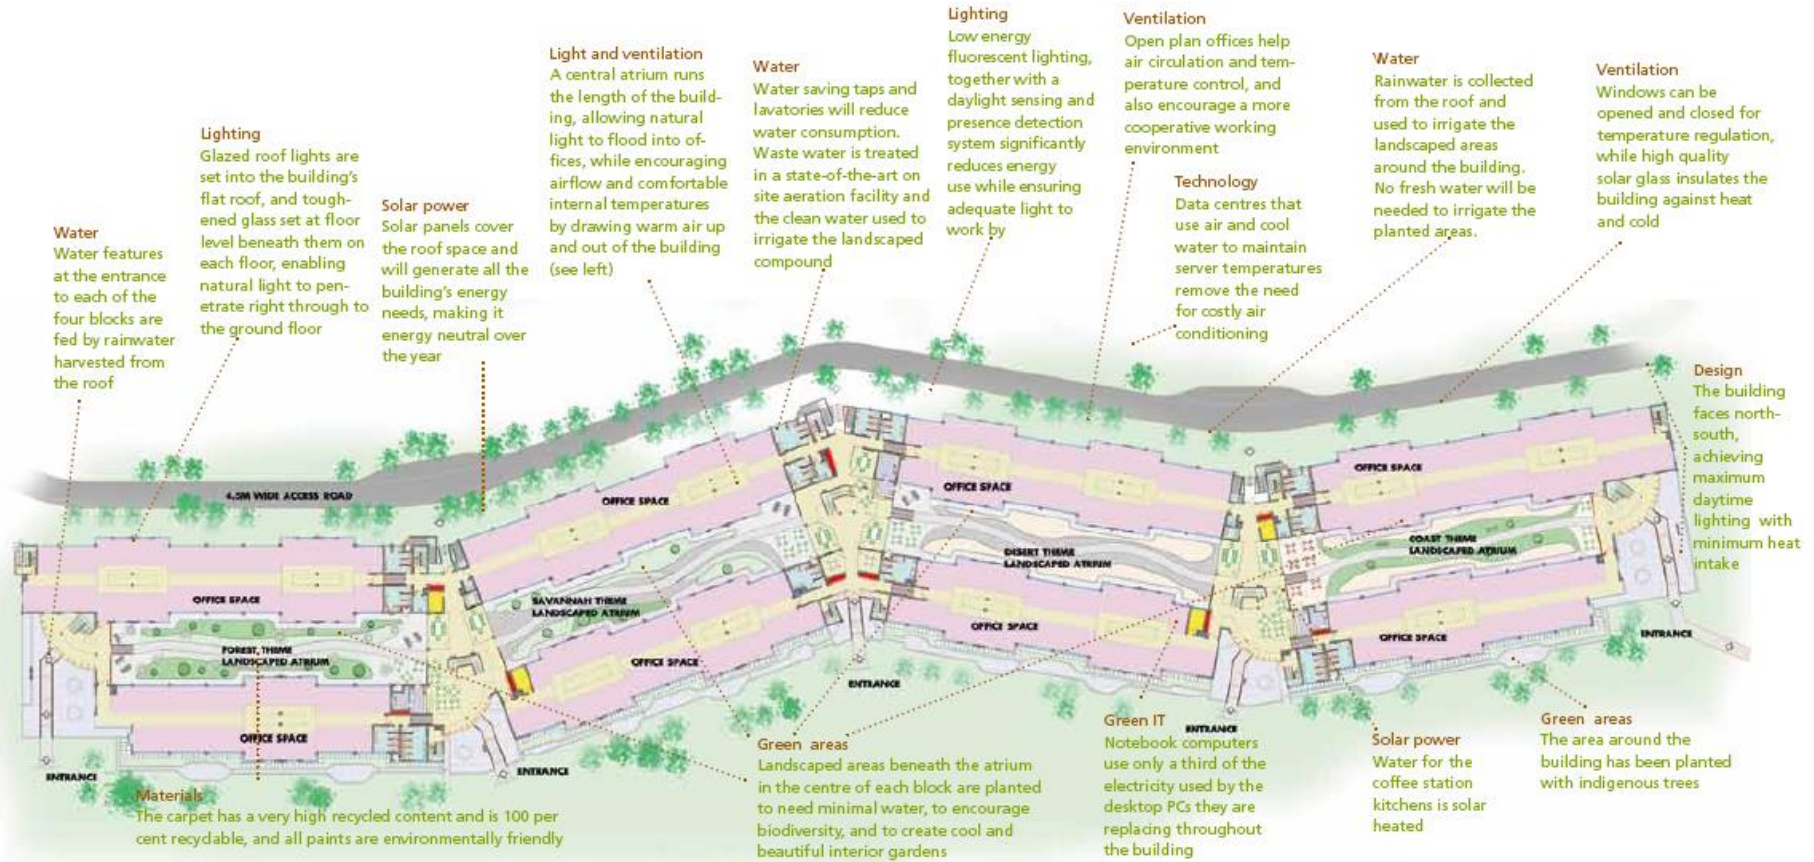 Water
Water features
at the entrance
to each of the
four blocks are
fed by rainwater
harvested from
the roof
Lighting
Glazed roof lights are
set into the building's
flat roof, and tough-
ened glass set at floor
level beneath them on
each floor, enabling
natural light to pen-
etrate right through to
the ground floor
Solar power
Solar panels cover
the roof space and
will generate all the
building's energy
needs, making it
energy neutral over
the year
Light and ventilation
A central atrium runs
the length of the build-
ing, allowing natural
light to flood into of-
fices, while encouraging
airflow and comfortable
internal temperatures
by drawing warm air up
and out of the building
(see left)
Water
Water saving taps and
lavatories will reduce
water consumption.
Waste water is treated
in a state-of-the-art on
site aeration facility and
the clean water used to
irrigate the landscaped
compound
Lighting
Low energy
fluorescent lighting,
together with a
daylight sensing and
presence detection
system significantly
reduces energy
use while ensuring
adequate light to
work by
Ventilation
Open plan offices help
air circulation and tem-
perature control, and
also encourage a more
cooperative working
environment
Technology
Data centres that
use air and cool
water to maintain
server temperatures
remove the need
for costly air
conditioning
Water
Rainwater is collected
from the roof and
used to irrigate the
landscaped areas
around the building.
No fresh water will be
needed to irrigate the
planted areas.
Ventilation
Windows can be
opened and closed for
temperature regulation,
while high quality
solar glass insulates the
building against heat
and cold
Design
The building
faces north-
south,
achieving
maximum
daytime
lighting with
minimum heat
intake
4.5M WIDE ACCESS ROAD
OFFICE SPACE
FOREST THEME
LANDSCAPED ATRIUM
OFFICE SPACE
ENTRANCE
OFFICE SPACE
SAVANNAH THEME
LANDSCAPED ATRIUM
OFFICE SPACE
ENTRANCE
OFFICE SPACE
DESERT THEME
LANDSCAPED ATRIUM
OFFICE SPACE
ENTRANCE
OFFICE SPACE
COAST THEME
LANDSCAPED ATRIUM
OFFICE SPACE
ENTRANCE
ENTRANCE
Materials
The carpet has a very high recycled content and is 100 per
cent recyclable, and all paints are environmentally friendly
Green areas
Landscaped areas beneath the atrium
in the centre of each block are planted
to need minimal water, to encourage
biodiversity, and to create cool and
beautiful interior gardens
Green IT
Notebook computers
use only a third of the
electricity used by the
desktop PCs they are
replacing throughout
the building
Solar power
Water for the
coffee station
kitchens is solar
heated
Green areas
The area around the
building has been planted
with indigenous trees